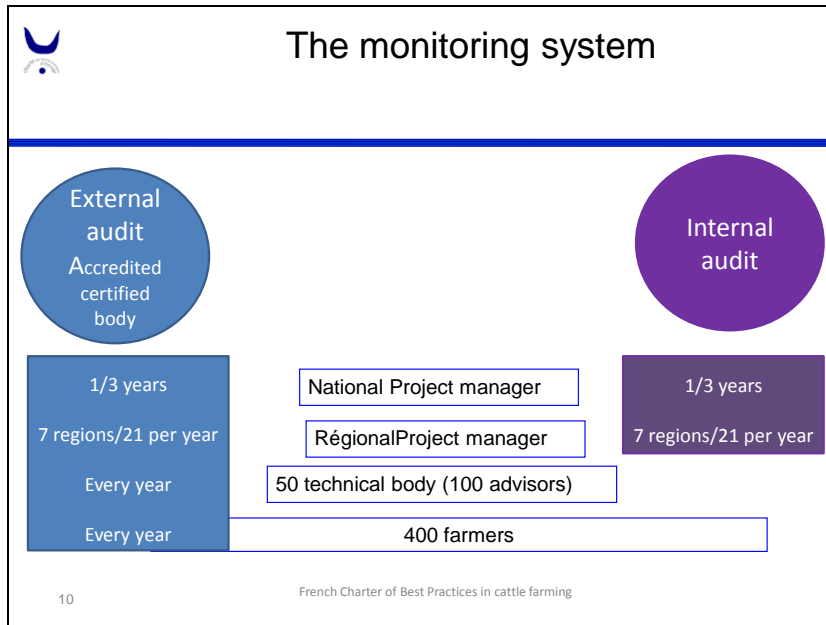 The monitoring system
External
audit
Accredited
certified
body
Internal
audit
1/3 years
National Project manager
1/3 years
7 regions/21 per year
RégionalProject manager
7 regions/21 per year
Every year
50 technical body (100 advisors)
Every year
400 farmers
10
French Charter of Best Practices in cattle farming